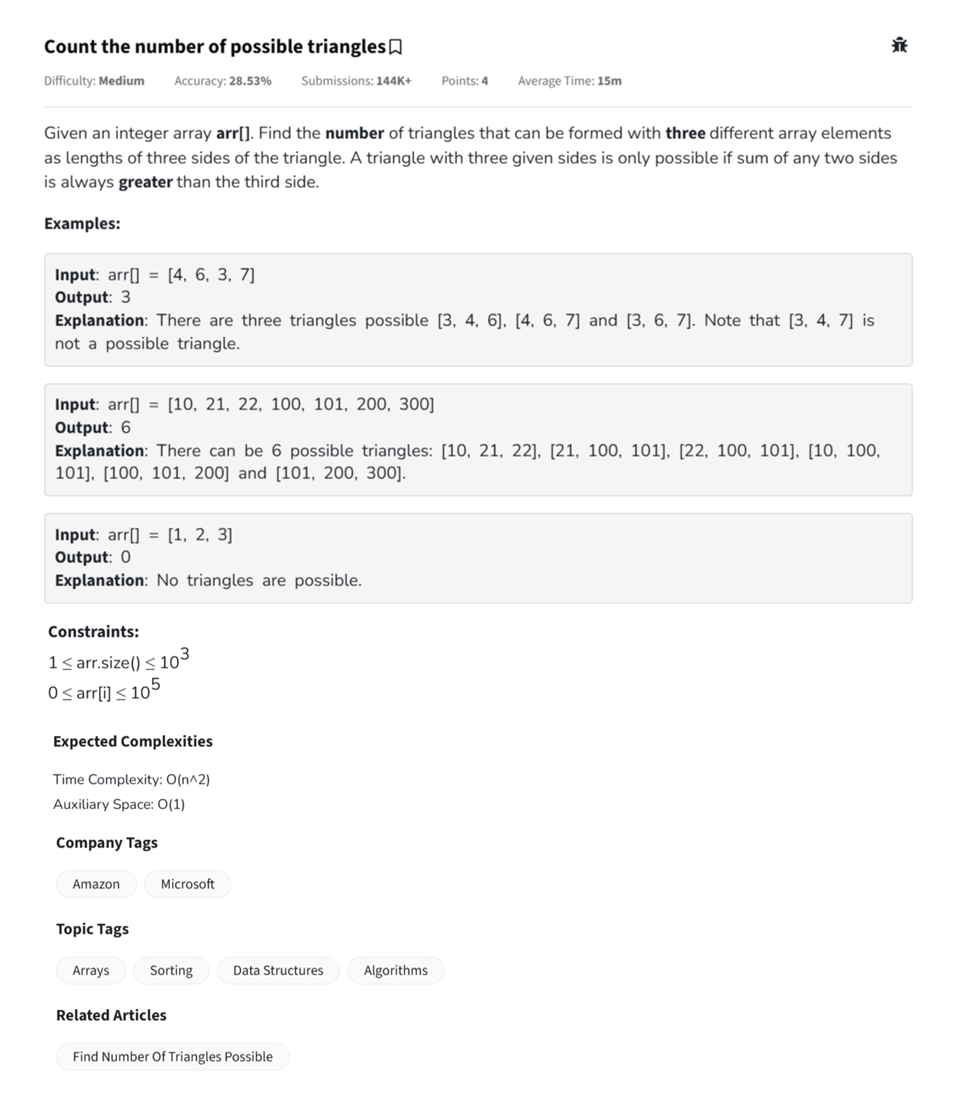 Count the number of possible triangles
Difficulty: Medium Accuracy: 28.53% Submissions: 144K+ Points: 4 Average Time: 15m
Given an integer array arr[]. Find the number of triangles that can be formed with three different array elements
as lengths of three sides of the triangle. A triangle with three given sides is only possible if sum of any two sides
is always greater than the third side.
Examples:
Input: arr[] = [4, 6, 3, 7]
Output: 3
Explanation: There are three triangles possible [3, 4, 6], [4, 6, 7] and [3, 6, 7]. Note that [3, 4, 7] is
not a possible triangle.
Input: arr[] = [10, 21, 22, 100, 101, 200, 300]
Output: 6
Explanation: There can be 6 possible triangles: [10, 21, 22], [21, 100, 101], [22, 100, 101], [10, 100,
101], [100, 101, 200] and [101, 200, 300].
Input: arr[] = [1, 2, 3]
Output: 0
Explanation: No triangles are possible.
Constraints:
1 ≤ arr.size() ≤ 10³
0 ≤ arr[i] ≤ 10⁵
Expected Complexities
Time Complexity: O(n^2)
Auxiliary Space: O(1)
Company Tags
Amazon Microsoft
Topic Tags
Arrays Sorting Data Structures Algorithms
Related Articles
Find Number Of Triangles Possible